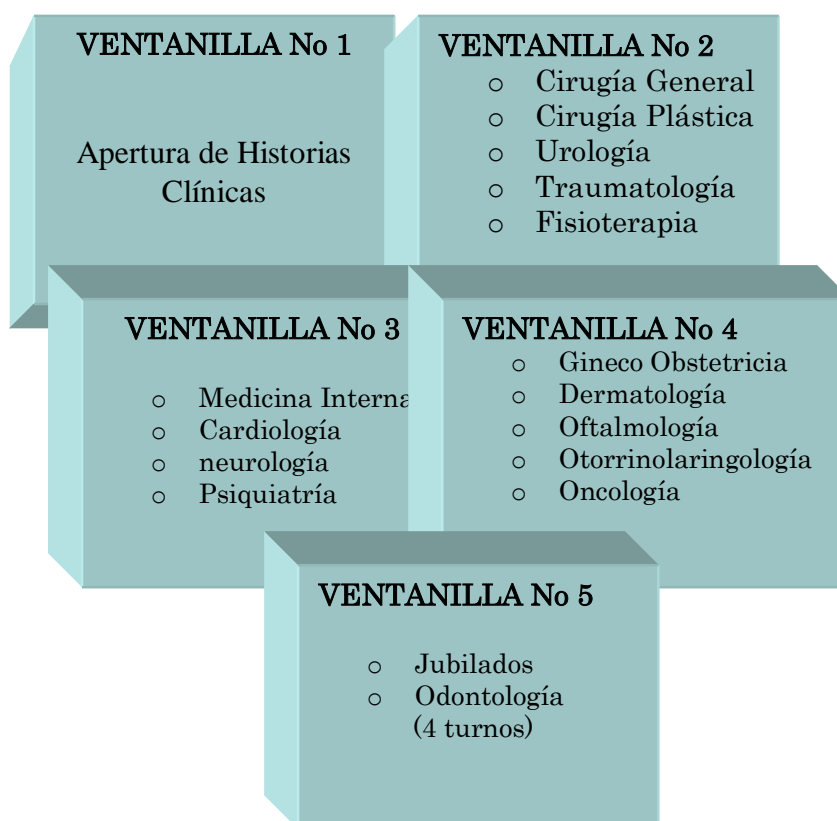 VENTANILLA No 1
Apertura de Historias
Clínicas
VENTANILLA No 2
o Cirugía General
o Cirugía Plástica
o Urología
o Traumatología
o Fisioterapia
VENTANILLA No 3
o Medicina Interna
o Cardiología
o neurología
o Psiquiatría
VENTANILLA No 4
o Gineco Obstetricia
o Dermatología
o Oftalmología
o Otorrinolaringología
o Oncología
VENTANILLA No 5
o Jubilados
o Odontología
(4 turnos)